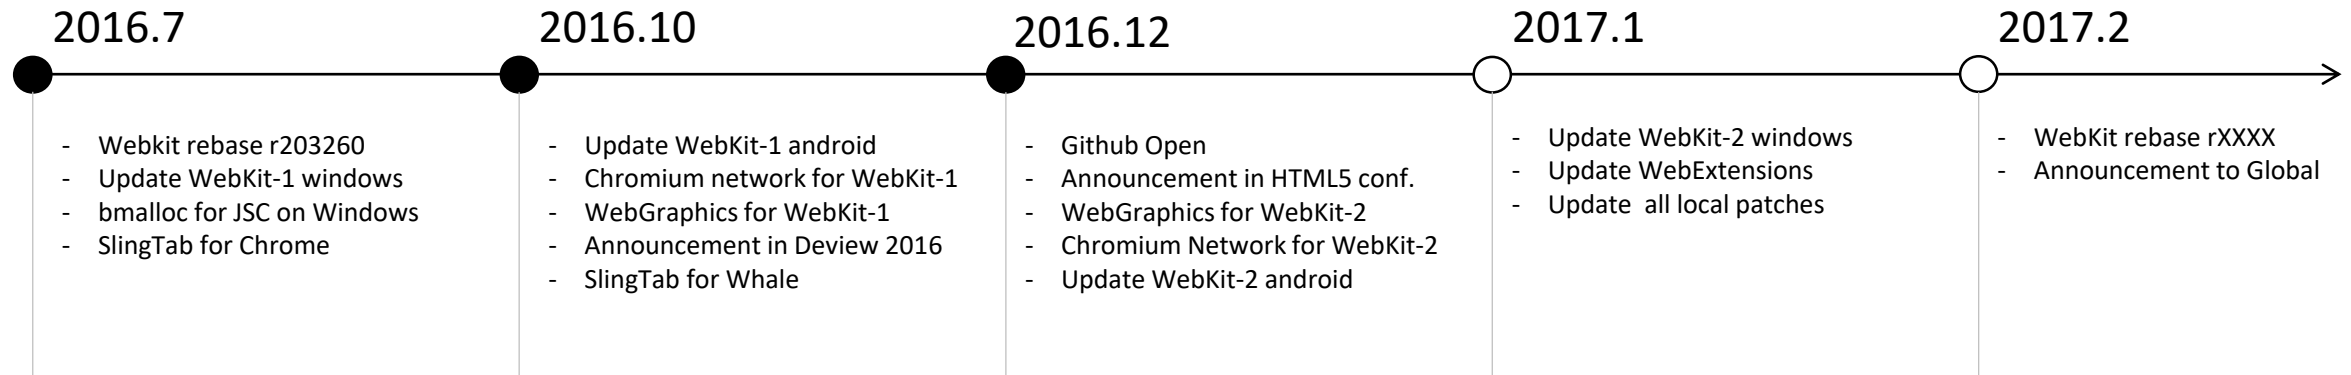 2016.7
- Webkit rebase r203260
- Update WebKit-1 windows
- bmalloc for JSC on Windows
- SlingTab for Chrome
2016.10
- Update WebKit-1 android
- Chromium network for WebKit-1
- WebGraphics for WebKit-1
- Announcement in Deview 2016
- SlingTab for Whale
2016.12
- Github Open
- Announcement in HTML5 conf.
- WebGraphics for WebKit-2
- Chromium Network for WebKit-2
- Update WebKit-2 android
2017.1
- Update WebKit-2 windows
- Update WebExtensions
- Update  all local patches
2017.2
- WebKit rebase rXXXX
- Announcement to Global